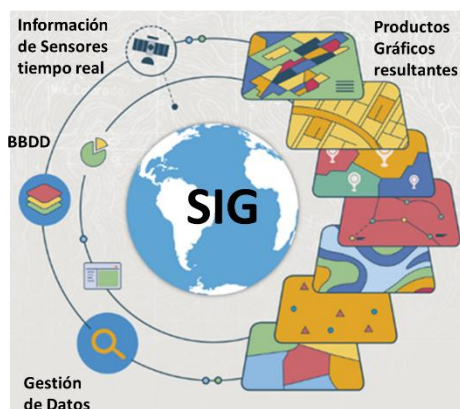 Información
de Sensores
tiempo real
Productos
Gráficos
resultantes
BBDD
SIG
Gestión
de Datos